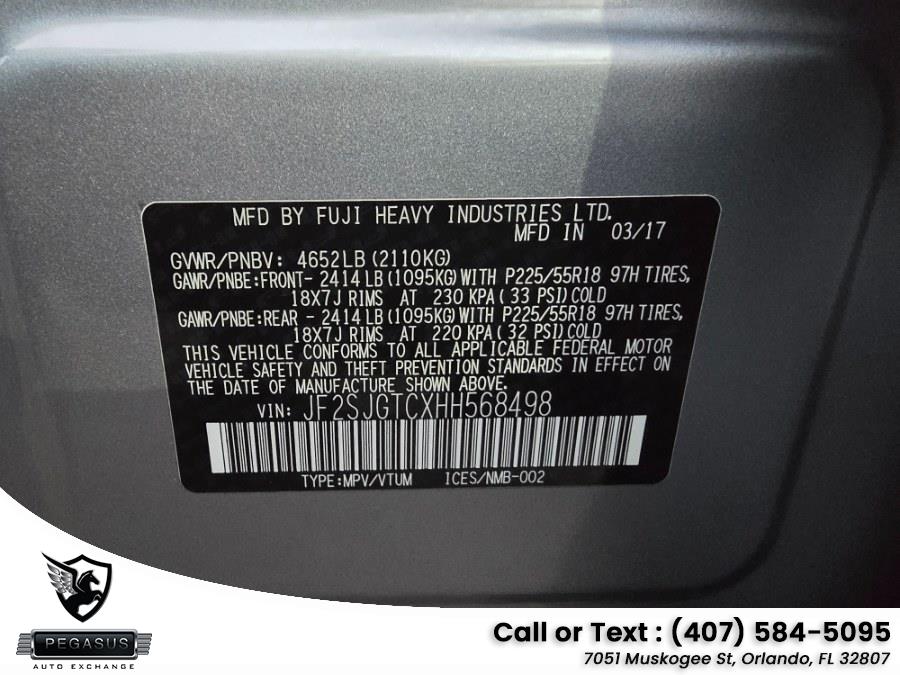 MFD BY FUJI HEAVY INDUSTRIES LTD.
MFD IN 03/17
GVWR/PNBV: 4652LB (2110KG)
GAWR/PNBE:FRONT- 2414LB (1095KG) WITH P225/55R18 97H TIRES,
18X7J RIMS AT 230 KPA ( 33 PSI) COLD
GAWR/PNBE:REAR - 2414LB (1095KG) WITH P225/55R18 97H TIRES,
18X7J RIMS AT 220 KPA ( 32 PSI) COLD
THIS VEHICLE CONFORMS TO ALL APPLICABLE FEDERAL MOTOR
VEHICLE SAFETY AND THEFT PREVENTION STANDARDS IN EFFECT ON
THE DATE OF MANUFACTURE SHOWN ABOVE.
VIN: JF2SJGTCXHH568498
TYPE:MPV/VTUM ICES/NMB-002
PEGASUS
AUTO EXCHANGE
Call or Text : (407) 584-5095
7051 Muskogee St, Orlando, FL 32807